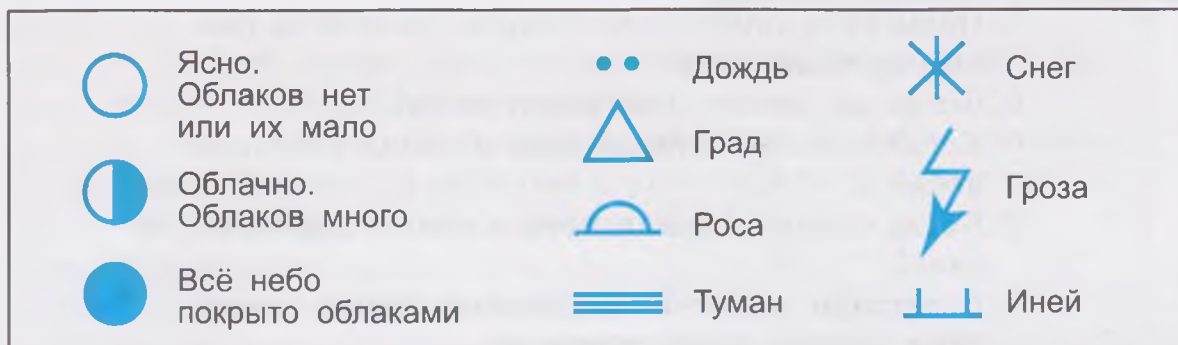 Ясно.
Облаков нет
или их мало
Облачно.
Облаков много
Всё небо
покрыто облаками
Дождь
Град
Роса
Туман
Снег
Гроза
Иней